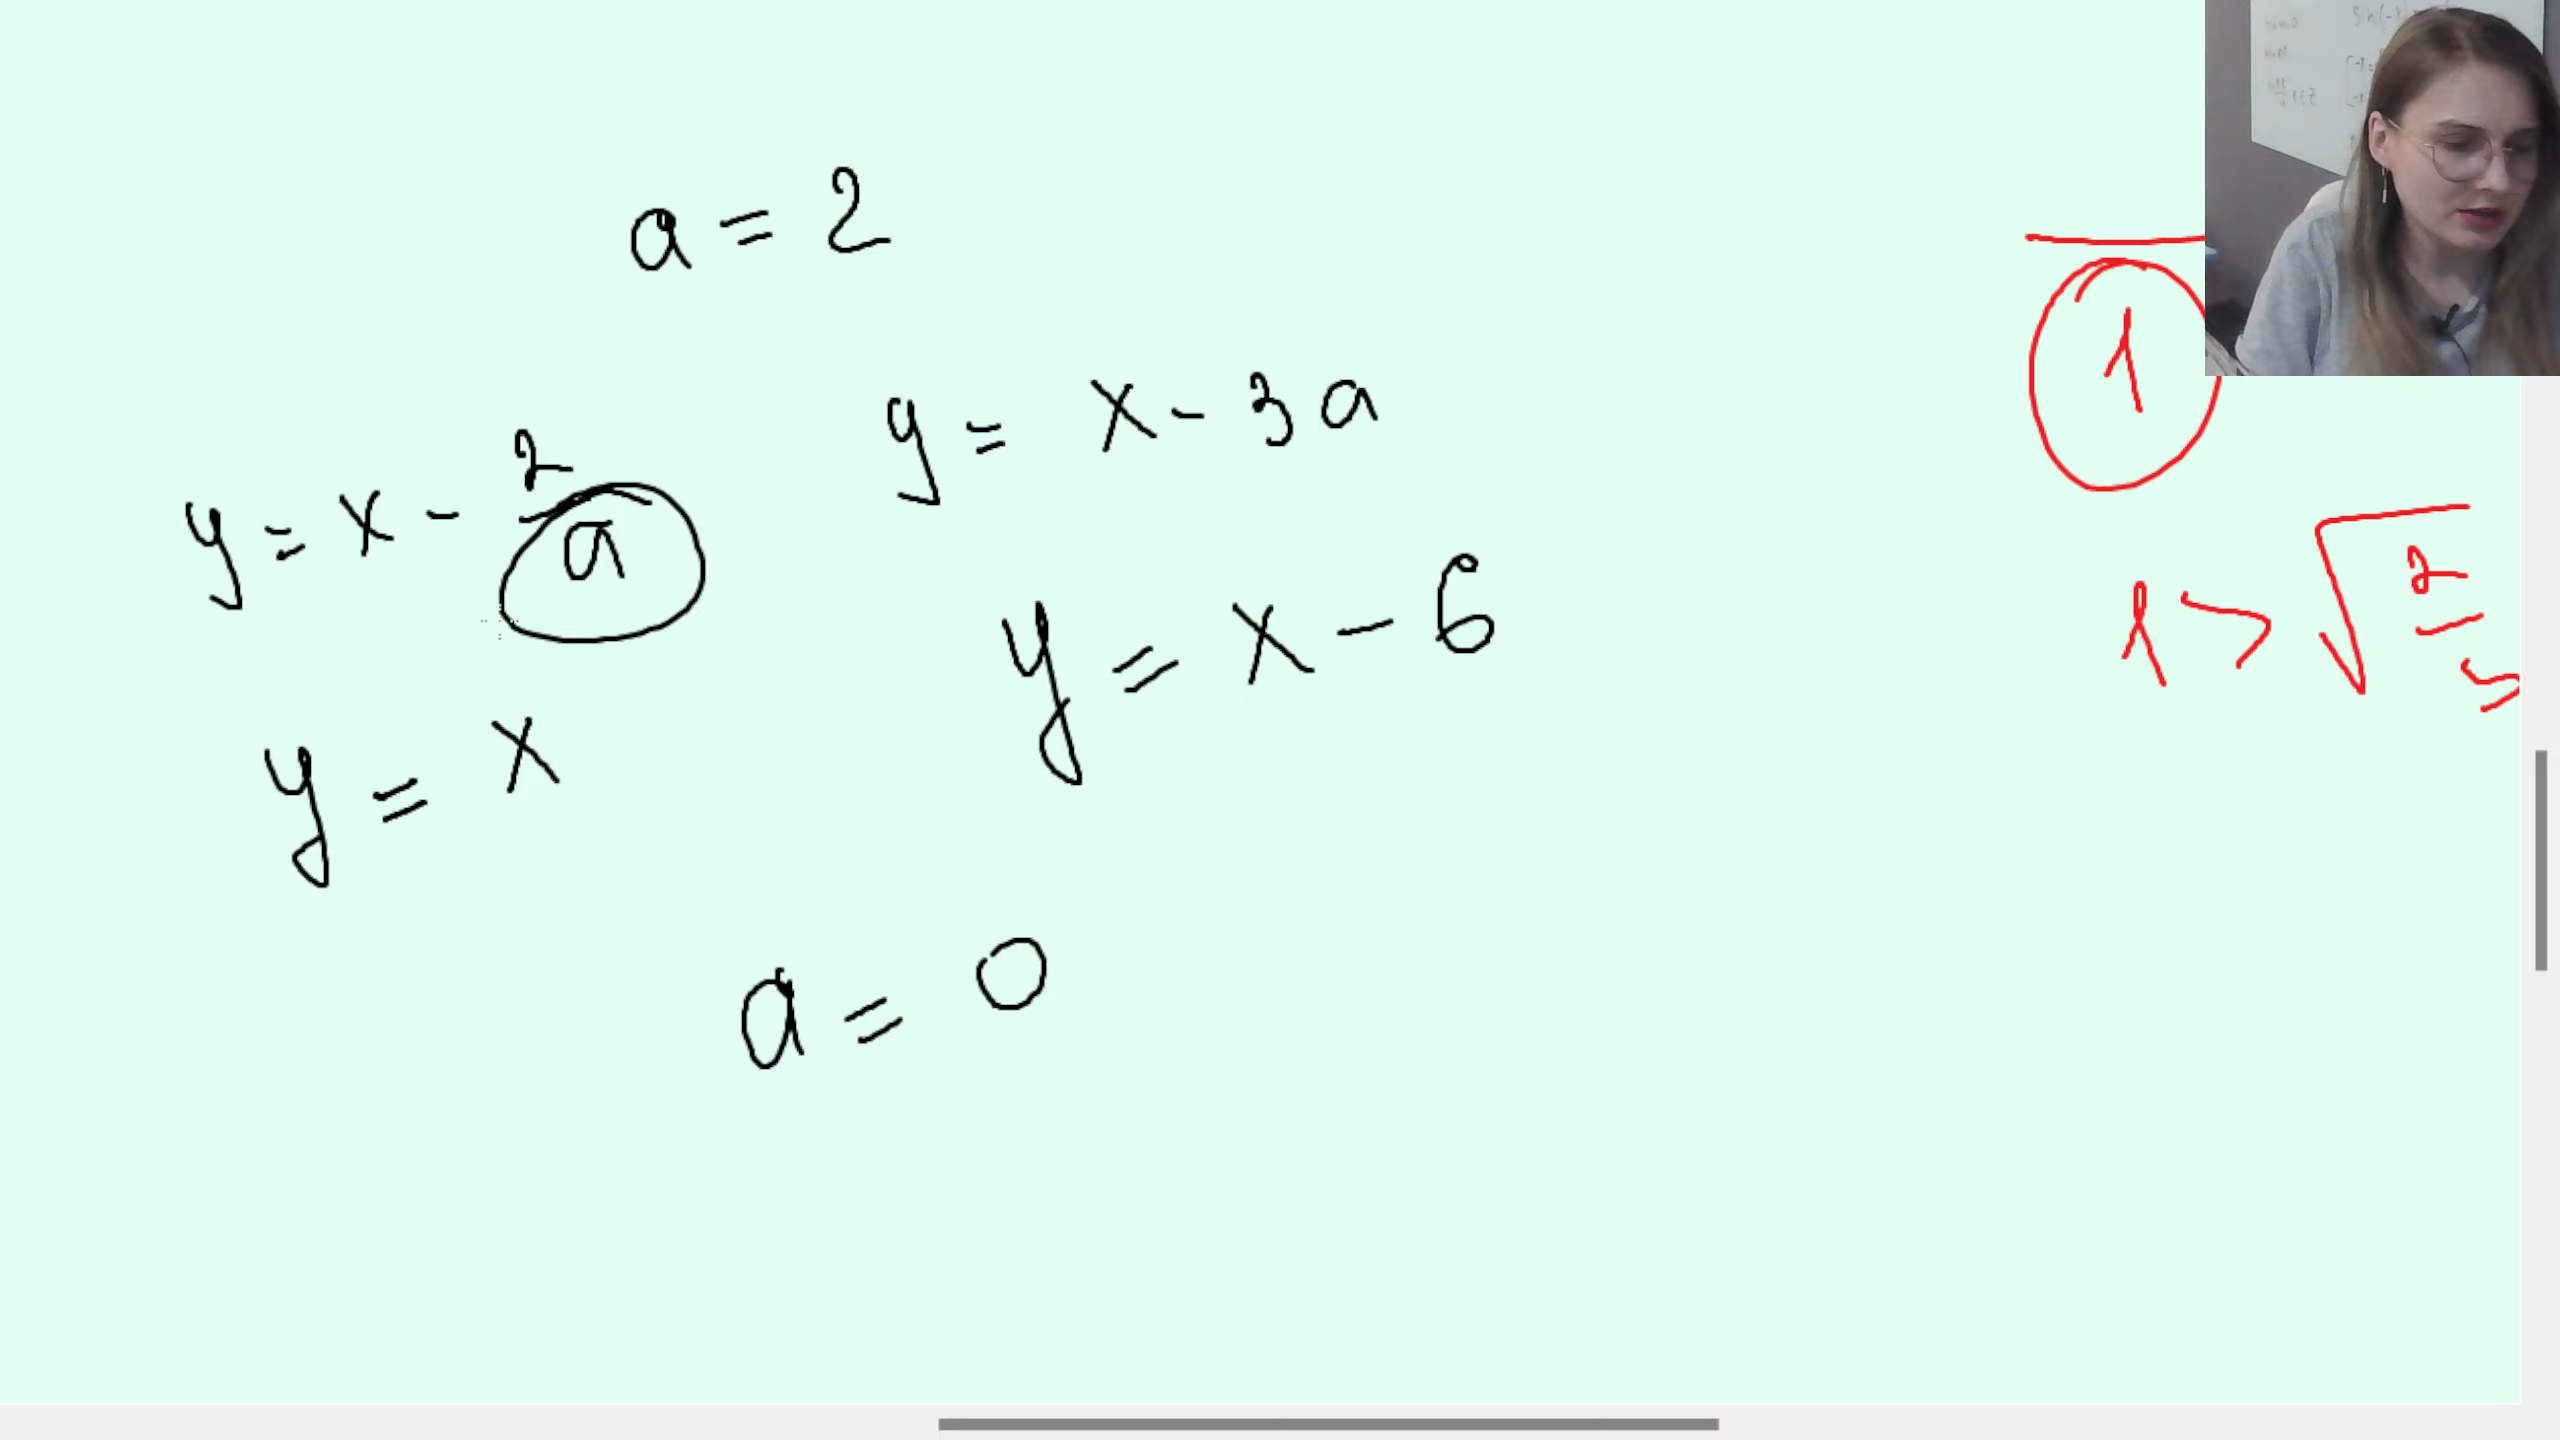 a = 2
y = x - 2/a
y = x - 3a
y = x
y = x - 6
a = 0
1
1 > √(2/5)